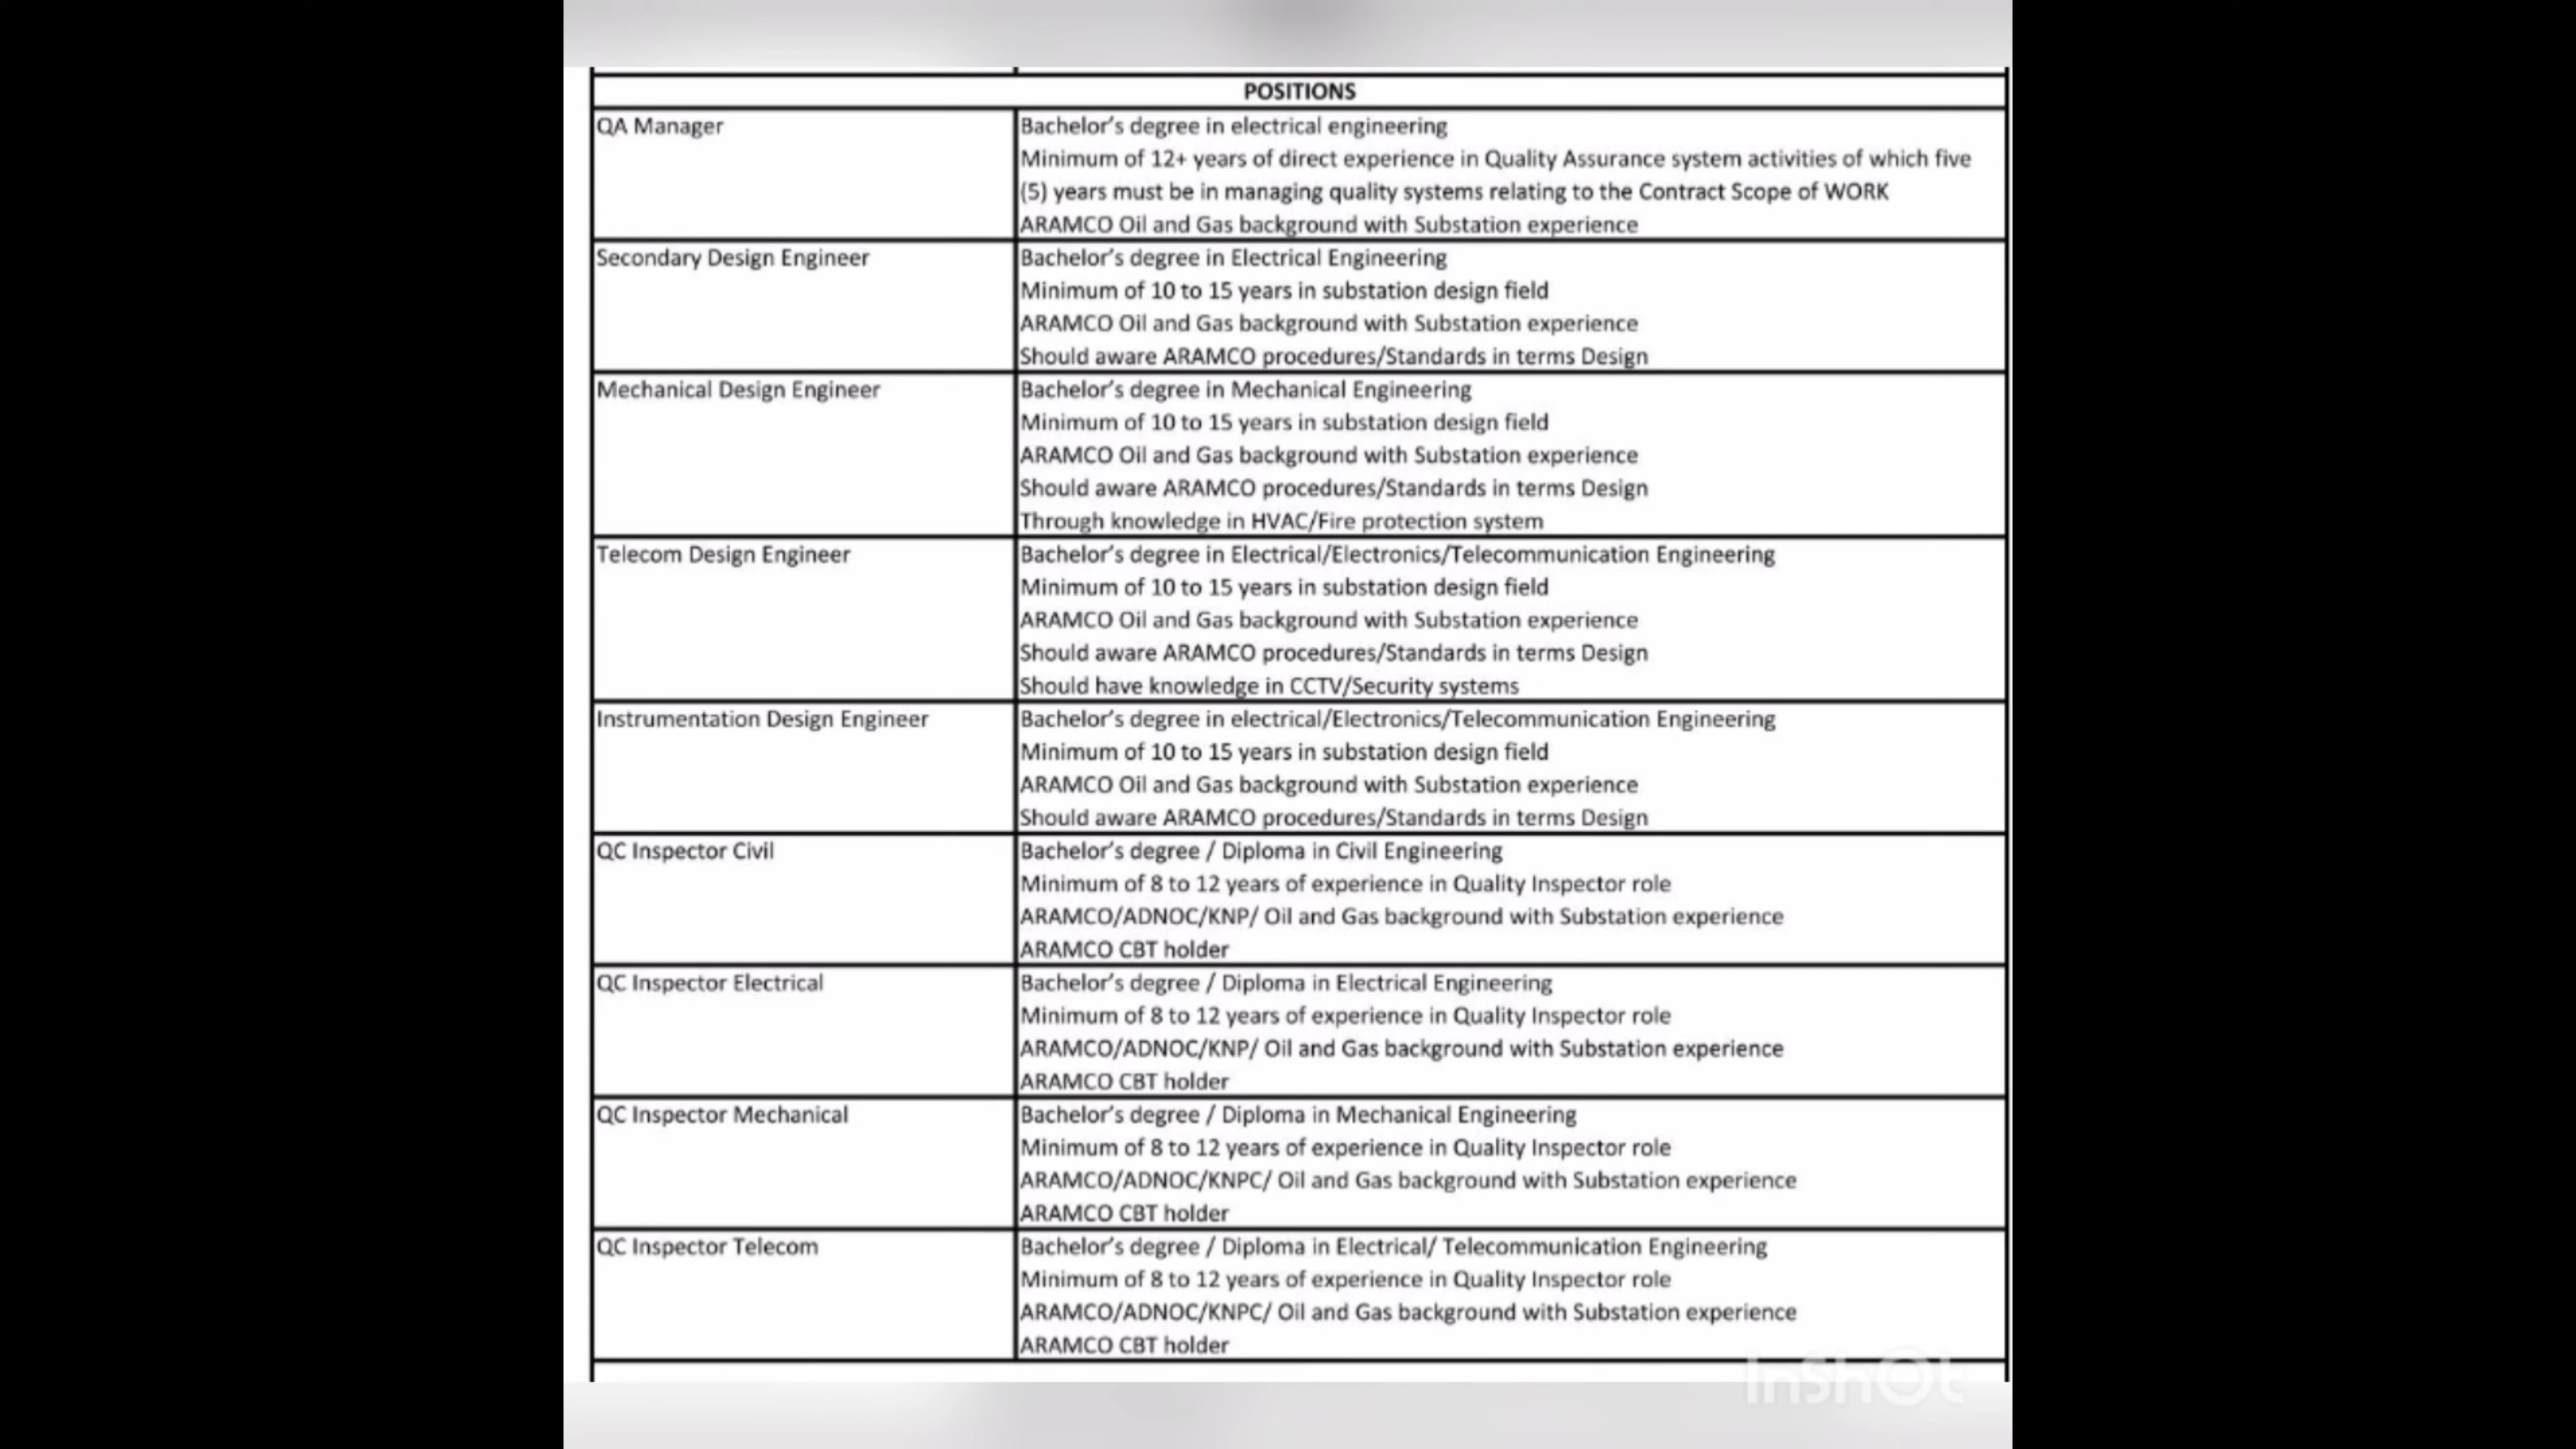 POSITIONS
QA Manager
Bachelor's degree in electrical engineering
Minimum of 12+ years of direct experience in Quality Assurance system activities of which five
(5) years must be in managing quality systems relating to the Contract Scope of WORK
ARAMCO Oil and Gas background with Substation experience
Secondary Design Engineer
Bachelor's degree in Electrical Engineering
Minimum of 10 to 15 years in substation design field
ARAMCO Oil and Gas background with Substation experience
Should aware ARAMCO procedures/Standards in terms Design
Mechanical Design Engineer
Bachelor's degree in Mechanical Engineering
Minimum of 10 to 15 years in substation design field
ARAMCO Oil and Gas background with Substation experience
Should aware ARAMCO procedures/Standards in terms Design
Through knowledge in HVAC/Fire protection system
Telecom Design Engineer
Bachelor's degree in Electrical/Electronics/Telecommunication Engineering
Minimum of 10 to 15 years in substation design field
ARAMCO Oil and Gas background with Substation experience
Should aware ARAMCO procedures/Standards in terms Design
Should have knowledge in CCTV/Security systems
Instrumentation Design Engineer
Bachelor's degree in electrical/Electronics/Telecommunication Engineering
Minimum of 10 to 15 years in substation design field
ARAMCO Oil and Gas background with Substation experience
Should aware ARAMCO procedures/Standards in terms Design
QC Inspector Civil
Bachelor's degree / Diploma in Civil Engineering
Minimum of 8 to 12 years of experience in Quality Inspector role
ARAMCO/ADNOC/KNP/ Oil and Gas background with Substation experience
ARAMCO CBT holder
QC Inspector Electrical
Bachelor's degree / Diploma in Electrical Engineering
Minimum of 8 to 12 years of experience in Quality Inspector role
ARAMCO/ADNOC/KNP/ Oil and Gas background with Substation experience
ARAMCO CBT holder
QC Inspector Mechanical
Bachelor's degree / Diploma in Mechanical Engineering
Minimum of 8 to 12 years of experience in Quality Inspector role
ARAMCO/ADNOC/KNPC/ Oil and Gas background with Substation experience
ARAMCO CBT holder
QC Inspector Telecom
Bachelor's degree / Diploma in Electrical/ Telecommunication Engineering
Minimum of 8 to 12 years of experience in Quality Inspector role
ARAMCO/ADNOC/KNPC/ Oil and Gas background with Substation experience
ARAMCO CBT holder
InShOt